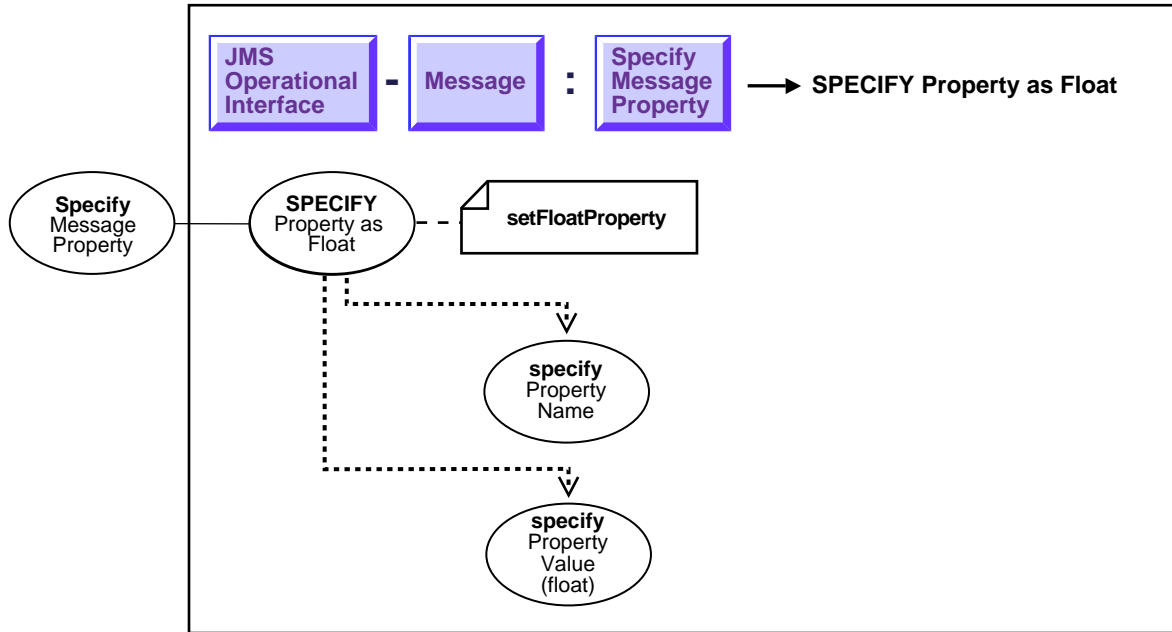 JMS
Operational
Interface
-
Message
:
Specify
Message
Property
SPECIFY Property as Float
Specify
Message
Property
SPECIFY
Property as
Float
setFloatProperty
specify
Property
Name
specify
Property
Value
(float)